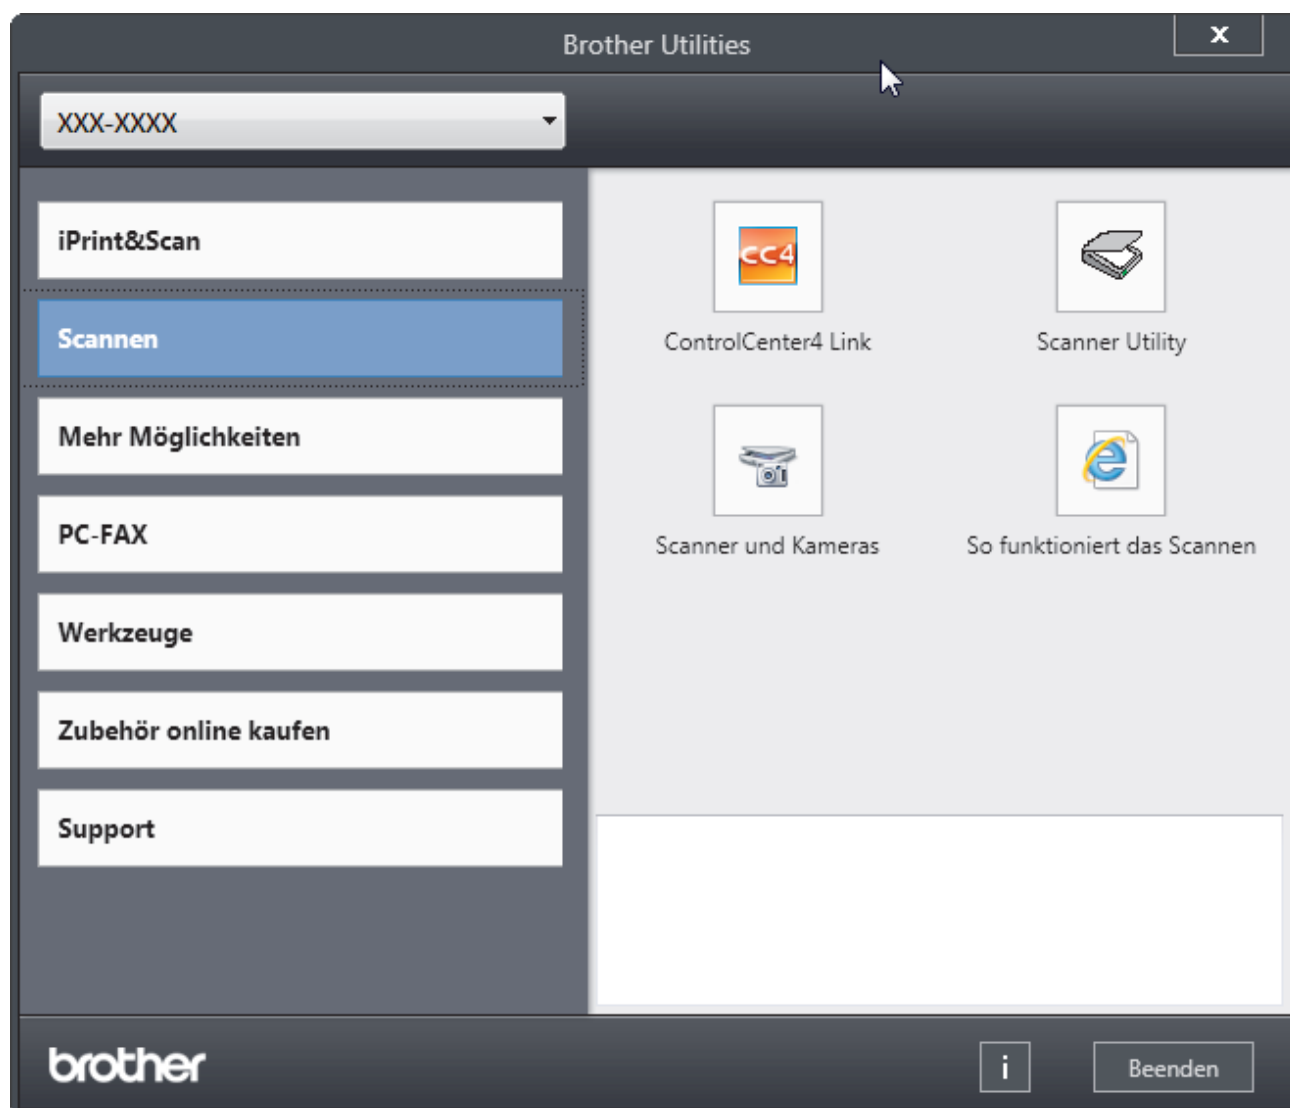 Brother Utilities
x
XXX-XXXX
iPrint&Scan
Scannen
Mehr Möglichkeiten
PC-FAX
Werkzeuge
Zubehör online kaufen
Support
CC4
ControlCenter4 Link
Scanner Utility
Scanner und Kameras
So funktioniert das Scannen
brother
i
Beenden